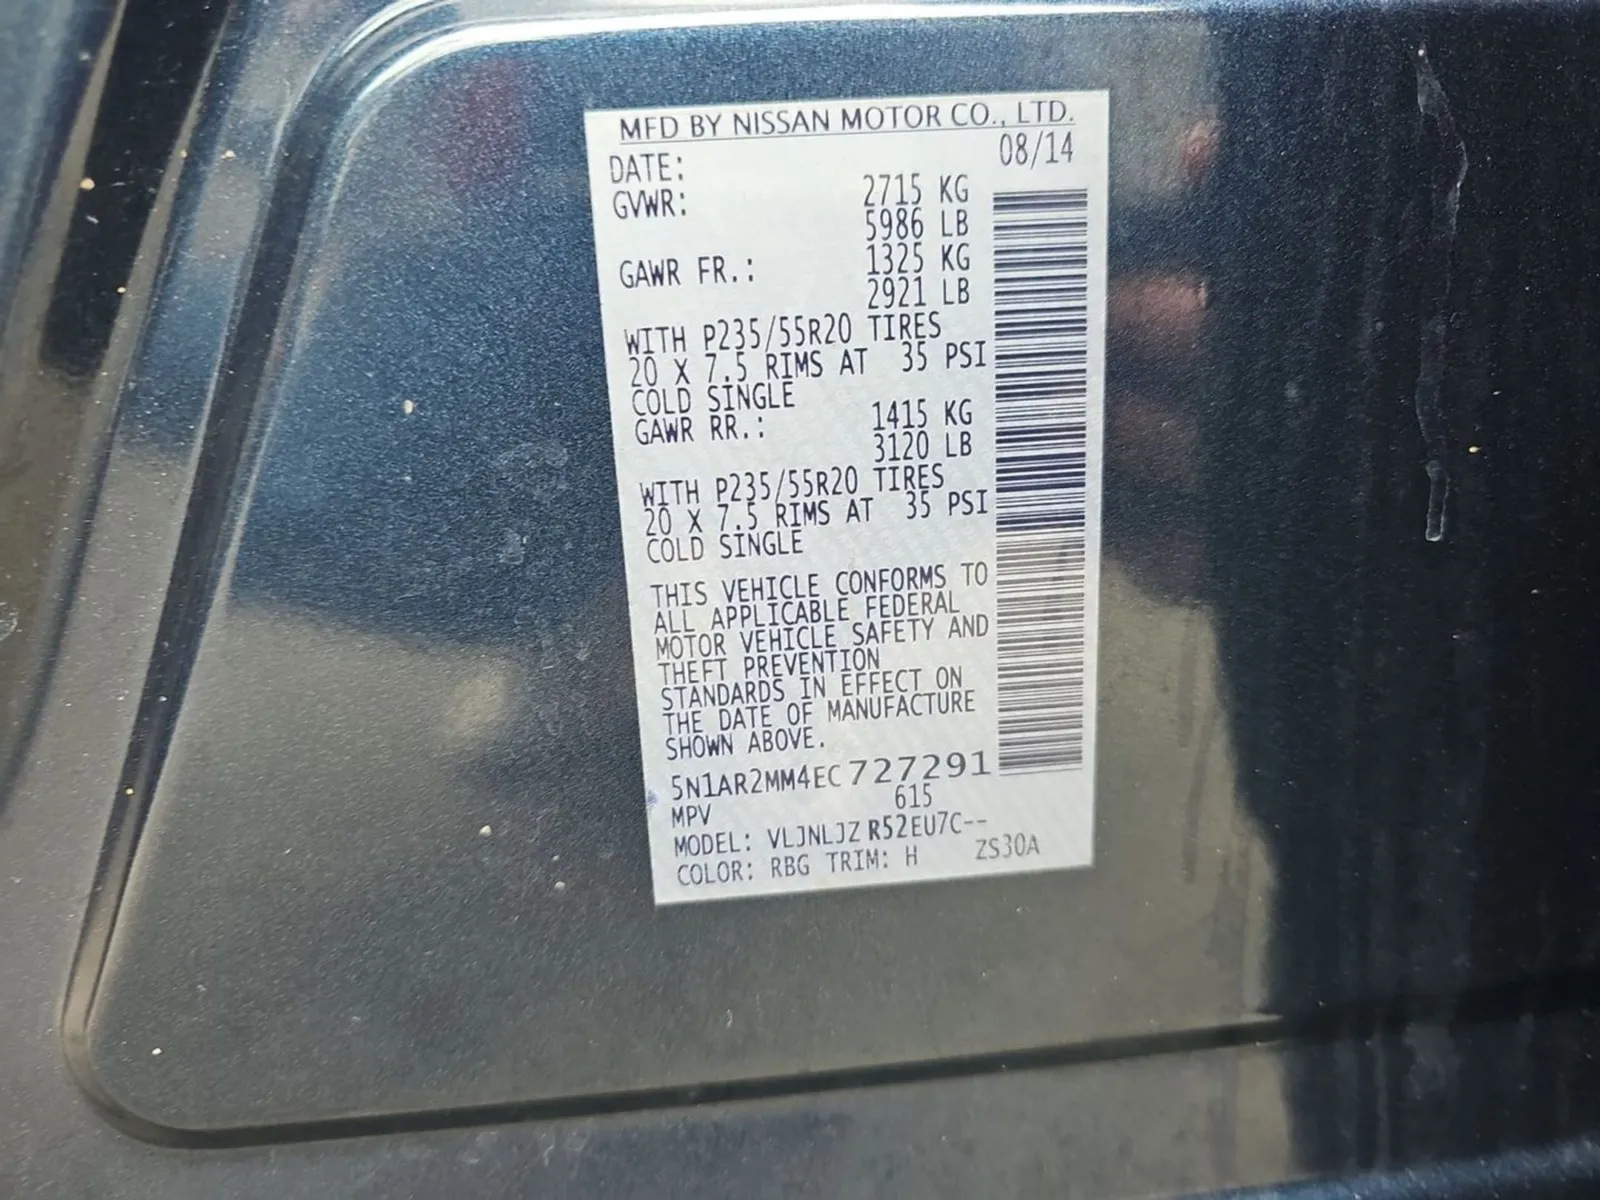 MFD BY NISSAN MOTOR CO., LTD.
DATE: 08/14
GVWR: 2715 KG
5986 LB
GAWR FR.: 1325 KG
2921 LB
WITH P235/55R20 TIRES
20 X 7.5 RIMS AT 35 PSI
COLD SINGLE
GAWR RR.: 1415 KG
3120 LB
WITH P235/55R20 TIRES
20 X 7.5 RIMS AT 35 PSI
COLD SINGLE
THIS VEHICLE CONFORMS TO
ALL APPLICABLE FEDERAL
MOTOR VEHICLE SAFETY AND
THEFT PREVENTION
STANDARDS IN EFFECT ON
THE DATE OF MANUFACTURE
SHOWN ABOVE.
5N1AR2MM4EC727291
MPV 615
MODEL: VLJNLJZ R52EU7C--
COLOR: RBG TRIM: H ZS30A